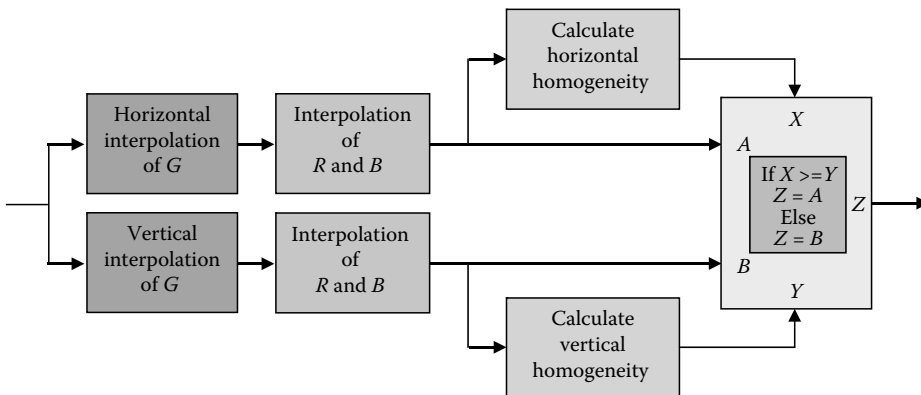 Calculate
horizontal
homogeneity
Horizontal
interpolation
of G
Interpolation
of
R and B
X
A
If X >=Y
Z = A
Else
Z = B
Z
Vertical
interpolation
of G
Interpolation
of
R and B
B
Y
Calculate
vertical
homogeneity